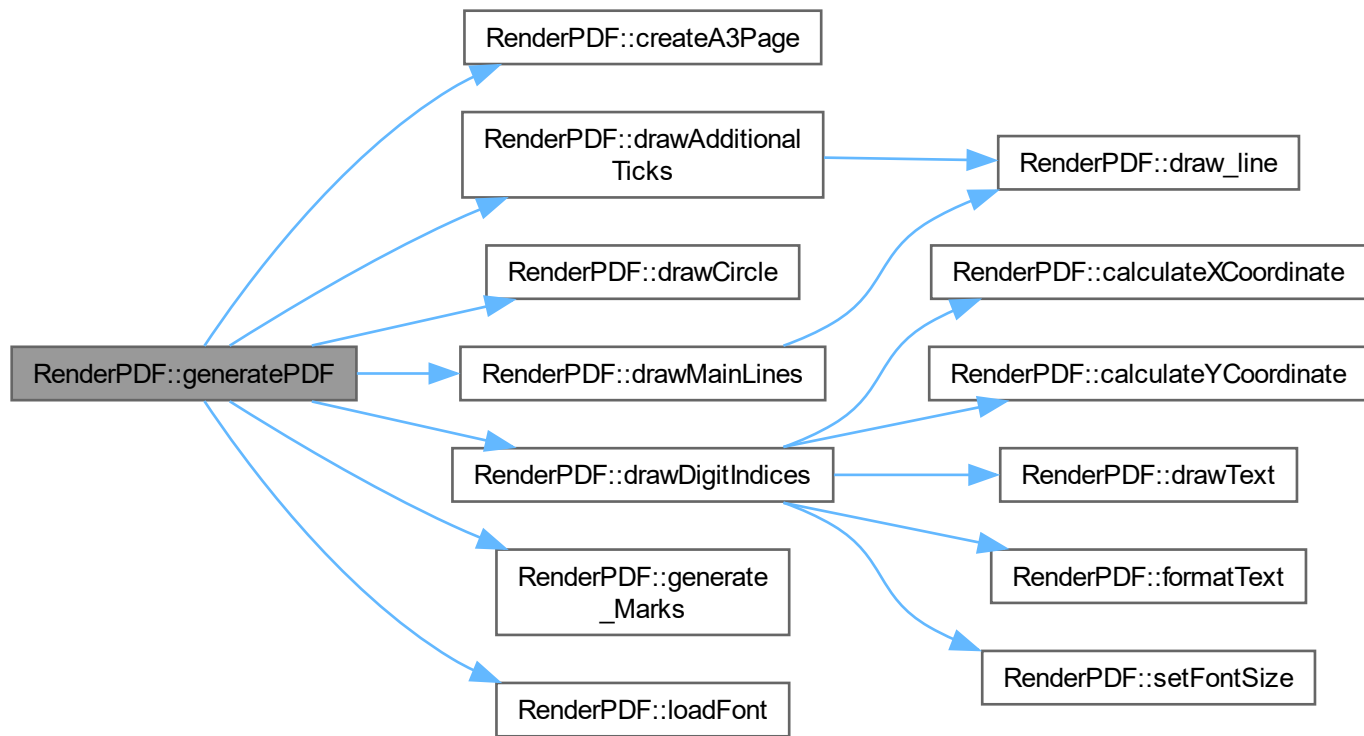 RenderPDF::generatePDF
RenderPDF::createA3Page
RenderPDF::drawAdditional
Ticks
RenderPDF::drawCircle
RenderPDF::drawMainLines
RenderPDF::drawDigitIndices
RenderPDF::generate
_Marks
RenderPDF::loadFont
RenderPDF::draw_line
RenderPDF::calculateXCoordinate
RenderPDF::calculateYCoordinate
RenderPDF::drawText
RenderPDF::formatText
RenderPDF::setFontSize